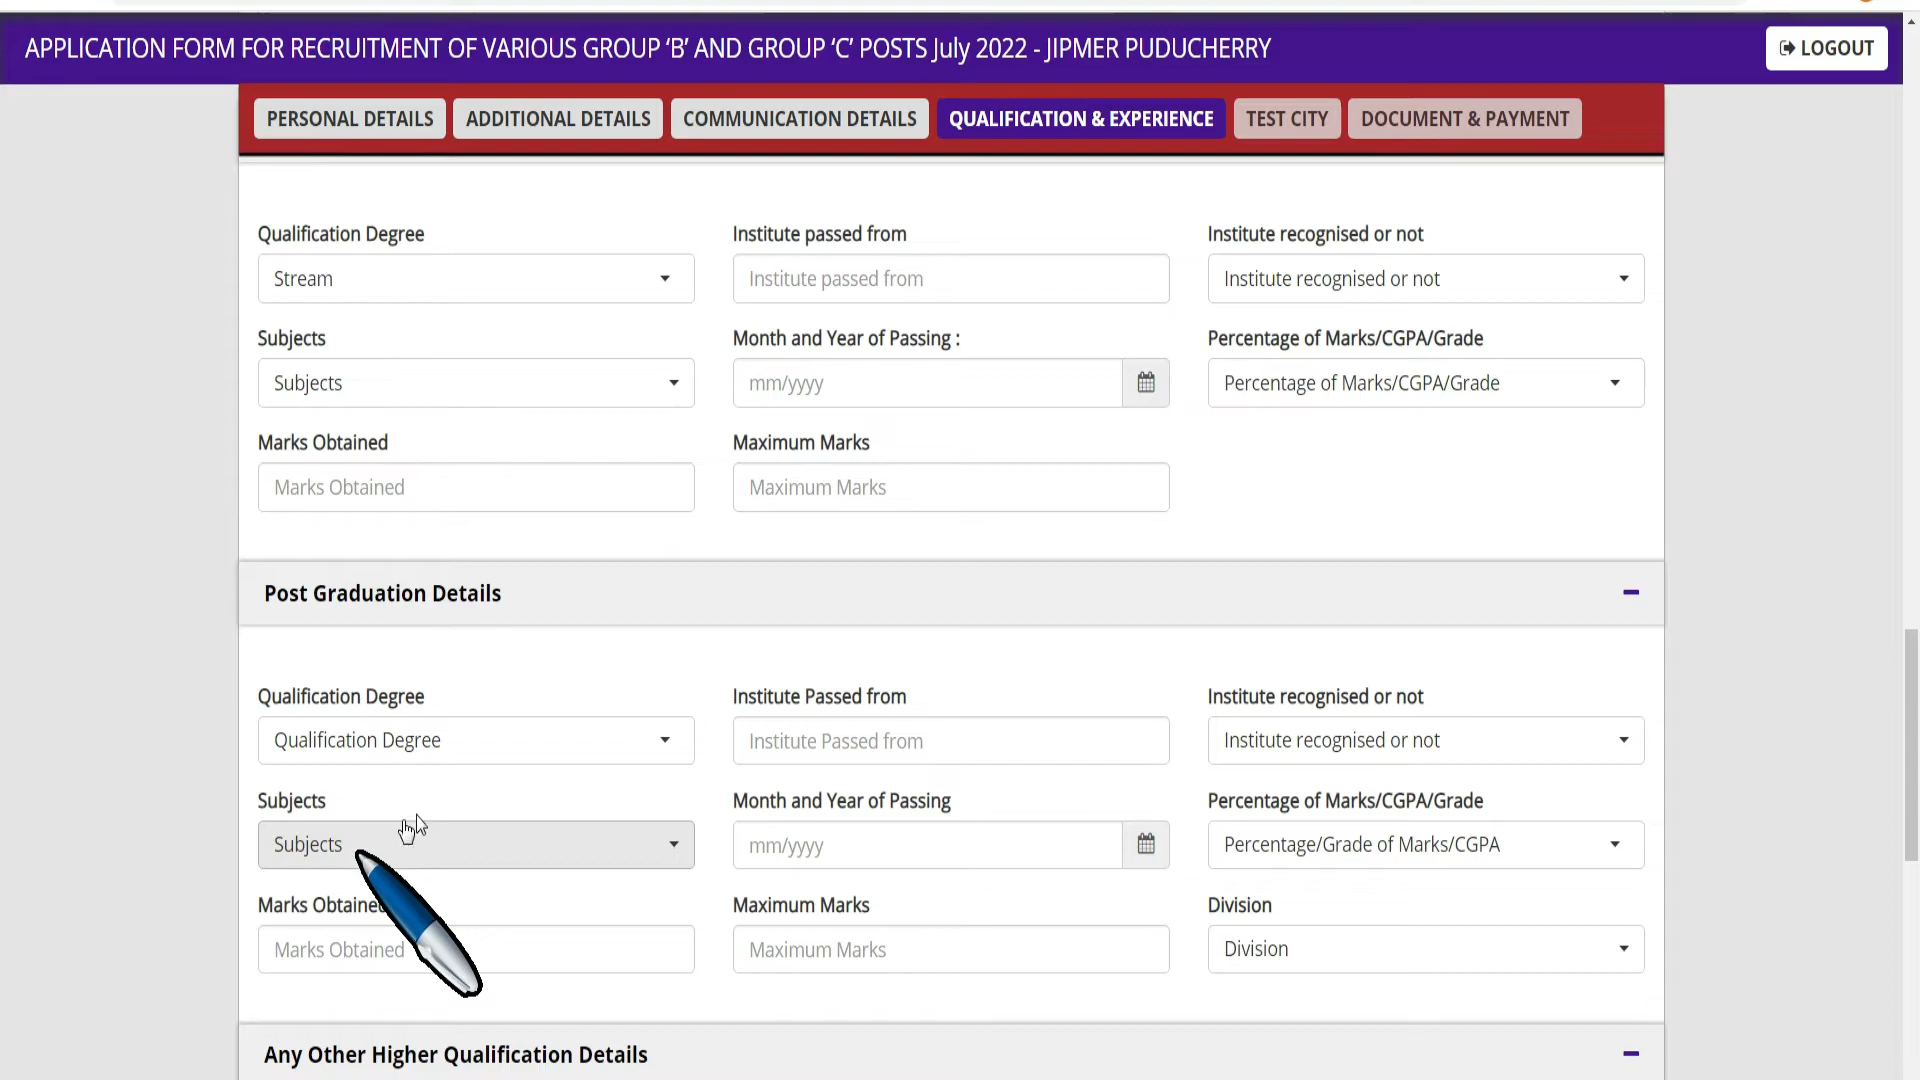 APPLICATION FORM FOR RECRUITMENT OF VARIOUS GROUP ‘B’ AND GROUP ‘C’ POSTS July 2022 - JIPMER PUDUCHERRY
LOGOUT
PERSONAL DETAILS ADDITIONAL DETAILS COMMUNICATION DETAILS QUALIFICATION & EXPERIENCE TEST CITY DOCUMENT & PAYMENT
Qualification Degree Institute passed from Institute recognised or not
Stream Institute passed from Institute recognised or not
Subjects Month and Year of Passing : Percentage of Marks/CGPA/Grade
Subjects mm/yyyy Percentage of Marks/CGPA/Grade
Marks Obtained Maximum Marks
Marks Obtained Maximum Marks
Post Graduation Details
Qualification Degree Institute Passed from Institute recognised or not
Qualification Degree Institute Passed from Institute recognised or not
Subjects Month and Year of Passing Percentage of Marks/CGPA/Grade
Subjects mm/yyyy Percentage/Grade of Marks/CGPA
Marks Obtained Maximum Marks Division
Marks Obtained Maximum Marks Division
Any Other Higher Qualification Details